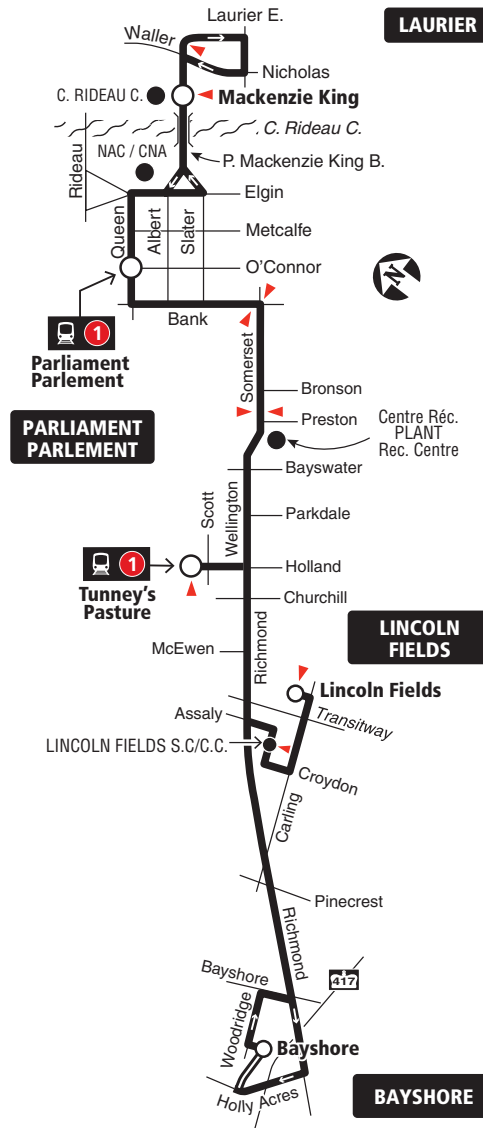 Laurier E.
LAURIER
Waller
Nicholas
C. RIDEAU C.
Mackenzie King
C. Rideau C.
NAC / CNA
P. Mackenzie King B.
Rideau
Elgin
Queen
Albert
Slater
Metcalfe
O'Connor
N
Bank
1
Parliament
Parlement
Somerset
Bronson
Preston
Centre Réc.
PLANT
Rec. Centre
PARLIAMENT
PARLEMENT
Bayswater
Scott
Wellington
Parkdale
1
Tunney's
Pasture
Holland
Churchill
LINCOLN
FIELDS
McEwen
Richmond
Lincoln Fields
Assaly
Transitway
LINCOLN FIELDS S.C/C.C.
Croydon
Carling
Pinecrest
Richmond
Bayshore
417
Woodridge
Bayshore
Holly Acres
BAYSHORE